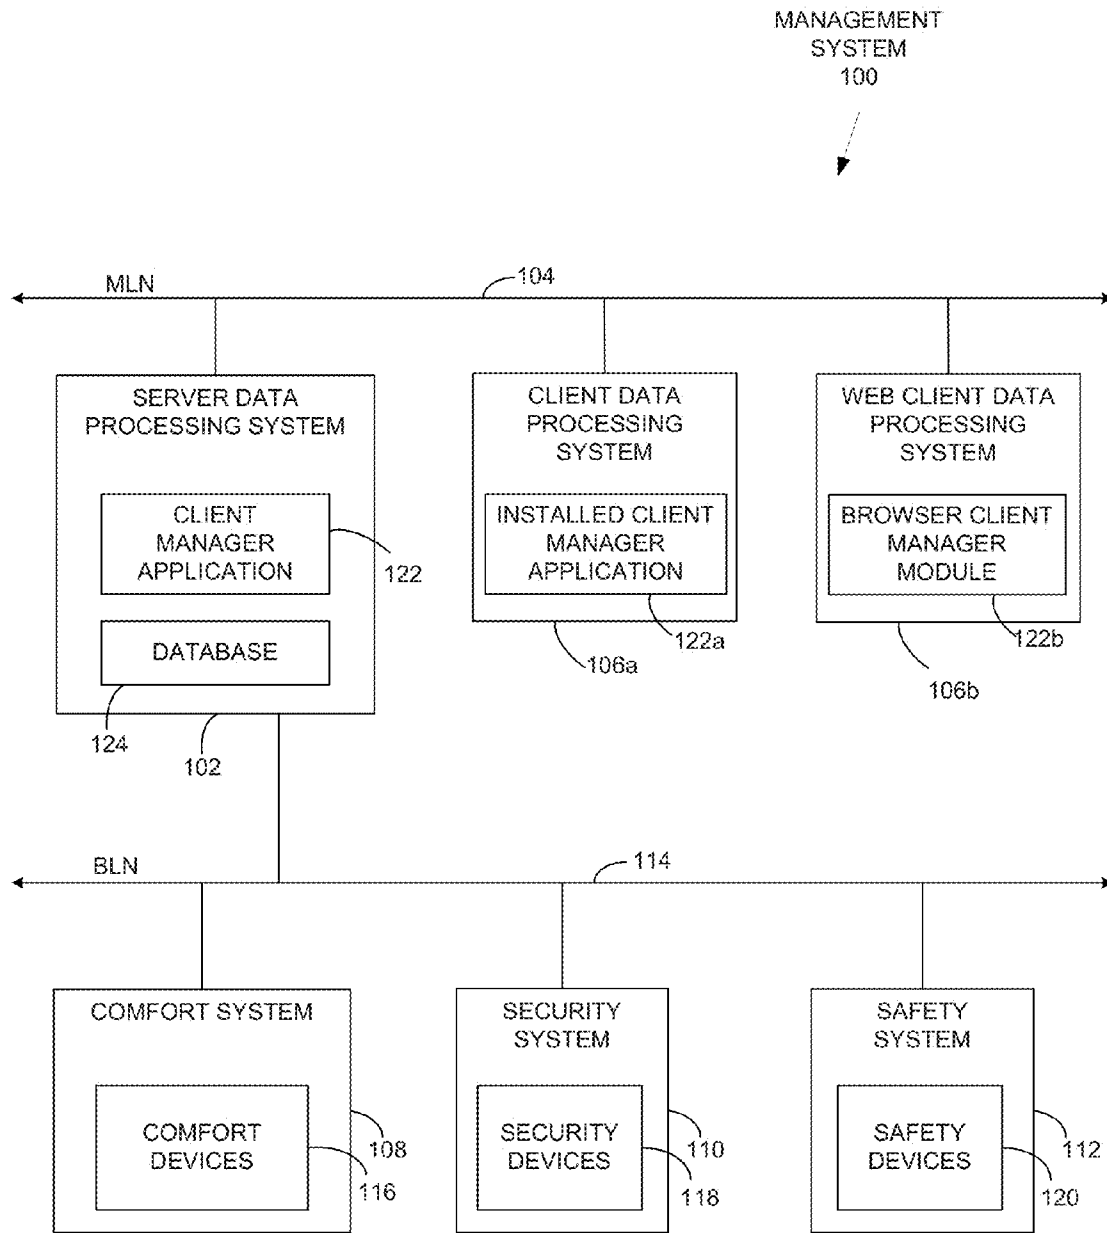 MANAGEMENT
SYSTEM
100
MLN
104
SERVER DATA
PROCESSING SYSTEM
CLIENT
MANAGER
APPLICATION
122
DATABASE
124
102
CLIENT DATA
PROCESSING
SYSTEM
INSTALLED CLIENT
MANAGER
APPLICATION
122a
106a
WEB CLIENT DATA
PROCESSING
SYSTEM
BROWSER CLIENT
MANAGER
MODULE
122b
106b
BLN
114
COMFORT SYSTEM
COMFORT
DEVICES
108
116
SECURITY
SYSTEM
SECURITY
DEVICES
110
118
SAFETY
SYSTEM
SAFETY
DEVICES
112
120